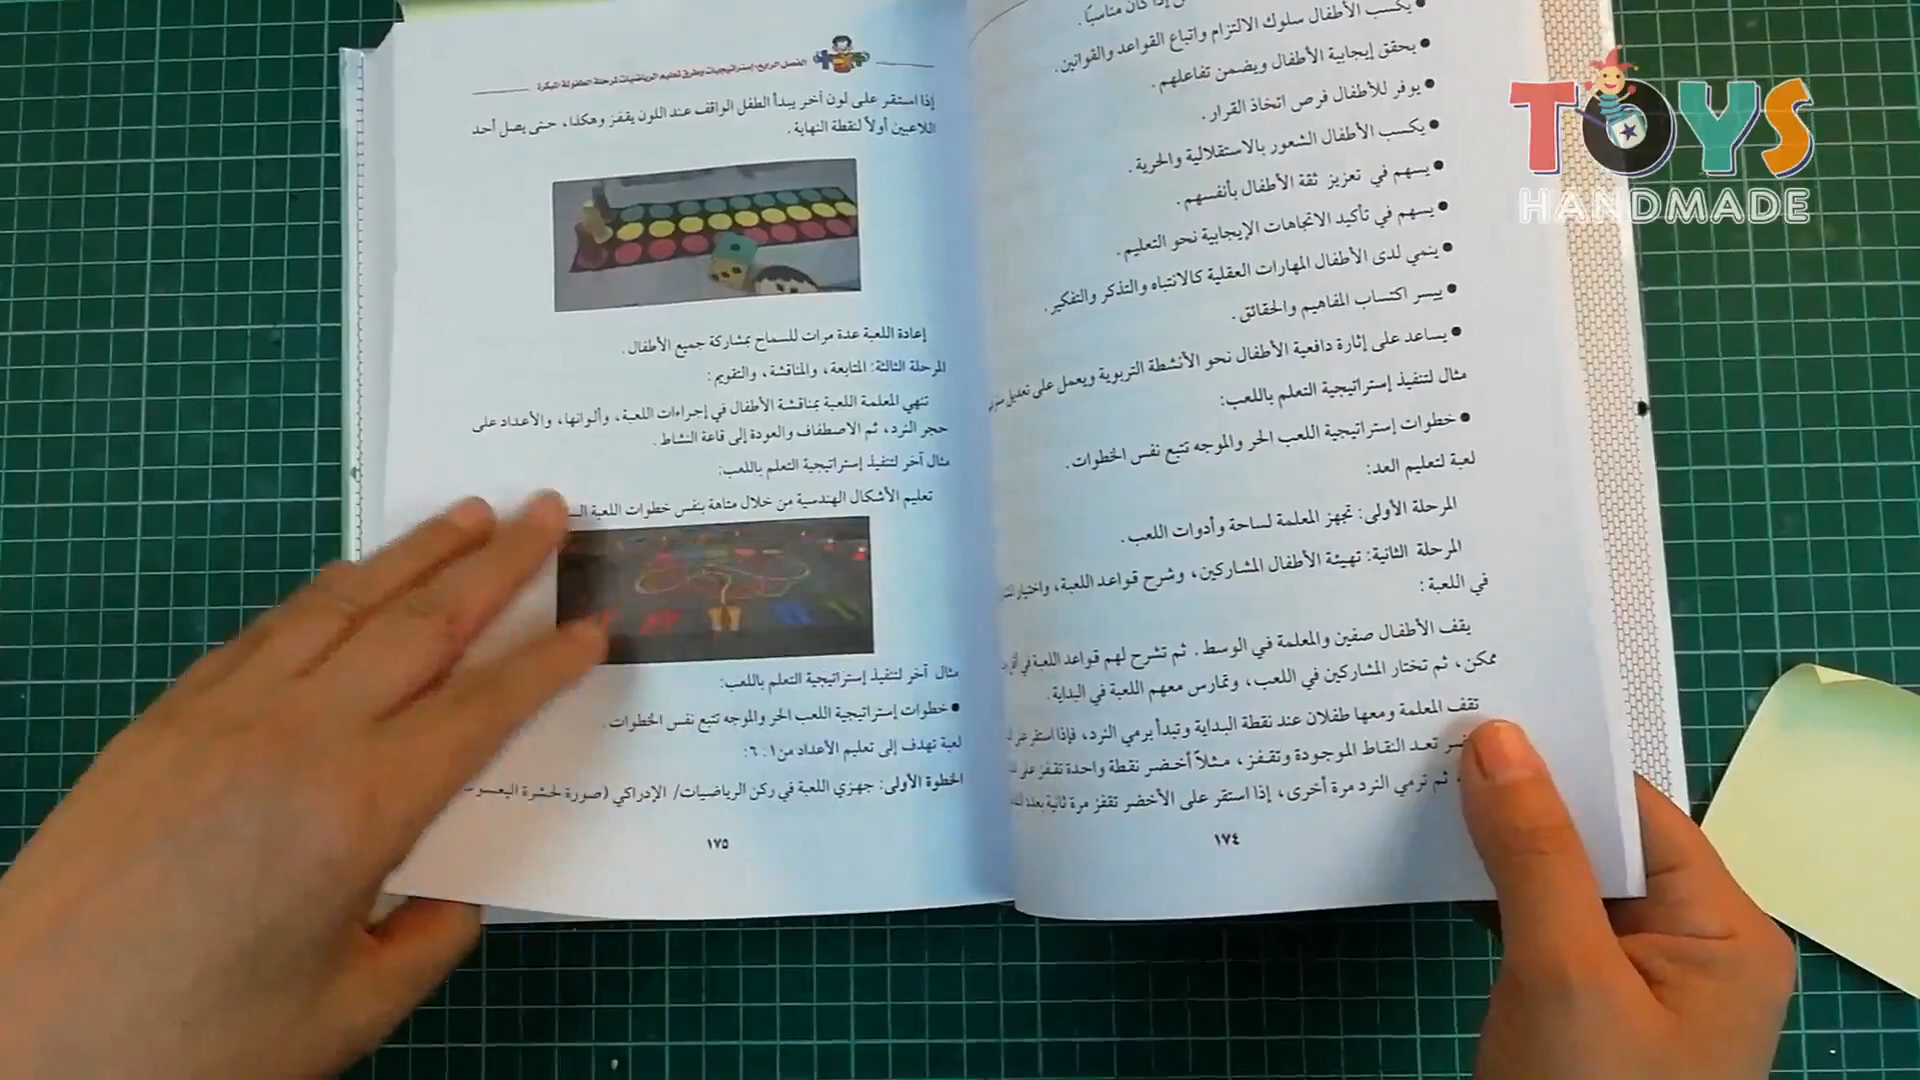 إذا كان مناسبًا.
يكسب الأطفال سلوك الالتزام واتباع القواعد والقوانين.
يحقق إيجابية الأطفال ويضمن تفاعلهم.
يوفر للأطفال فرص اتخاذ القرار.
يكسب الأطفال الشعور بالاستقلالية والحرية.
يسهم في تعزيز ثقة الأطفال بأنفسهم.
يسهم في تأكيد الاتجاهات الإيجابية نحو التعليم.
ينمي لدى الأطفال المهارات العقلية كالانتباه والتذكر والتفكير.
ييسر اكتساب المفاهيم والحقائق.
يساعد على إثارة دافعية الأطفال نحو الأنشطة التربوية ويعمل على تعديل
مثال لتنفيذ إستراتيجية التعلم باللعب:
خطوات إستراتيجية اللعب الحر والموجه تتبع نفس الخطوات.
لعبة لتعليم العد:
المرحلة الأولى: تجهز المعلمة لساحة وأدوات اللعب.
المرحلة الثانية: تهيئة الأطفال المشاركين، وشرح قواعد اللعبة، واختيار
في اللعبة:
يقف الأطفال صفين والمعلمة في الوسط. ثم تشرح لهم قواعد اللعبة في
ممكن، ثم تختار المشاركين في اللعب، وتمارس معهم اللعبة في البداية.
تقف المعلمة ومعها طفلان عند نقطة البداية وتبدأ برمي النرد، فإذا استقر
تعد النقاط الموجودة وتقفز، مثلاً أخضر نقطة واحدة تقفز على
ثم ترمي النرد مرة أخرى، إذا استقر على الأخضر تقفز مرة ثانية بعدد
١٧٤
الفصل الرابع: إستراتيجيات وطرق تعليم الرياضيات لمرحلة الطفولة المبكرة
إذا استقر على لون آخر يبدأ الطفل الواقف عند اللون يقفز وهكذا، حتى يصل أحد
اللاعبين أولاً لنقطة النهاية.
إعادة اللعبة عدة مرات للسماح بمشاركة جميع الأطفال.
المرحلة الثالثة: المتابعة، والمناقشة، والتقويم:
تنهي المعلمة اللعبة بمناقشة الأطفال في إجراءات اللعبة، وألوانها، والأعداد على
حجر النرد، ثم الاصطفاف والعودة إلى قاعة النشاط.
مثال آخر لتنفيذ إستراتيجية التعلم باللعب:
تعليم الأشكال الهندسية من خلال متاهة بنفس خطوات اللعبة
مثال آخر لتنفيذ إستراتيجية التعلم باللعب:
خطوات إستراتيجية اللعب الحر والموجه تتبع نفس الخطوات.
لعبة تهدف إلى تعليم الأعداد من ١ : ٦:
الخطوة الأولى: جهزي اللعبة في ركن الرياضيات/ الإدراكي (صورة لحشرة
١٧٥
TOYS
HANDMADE